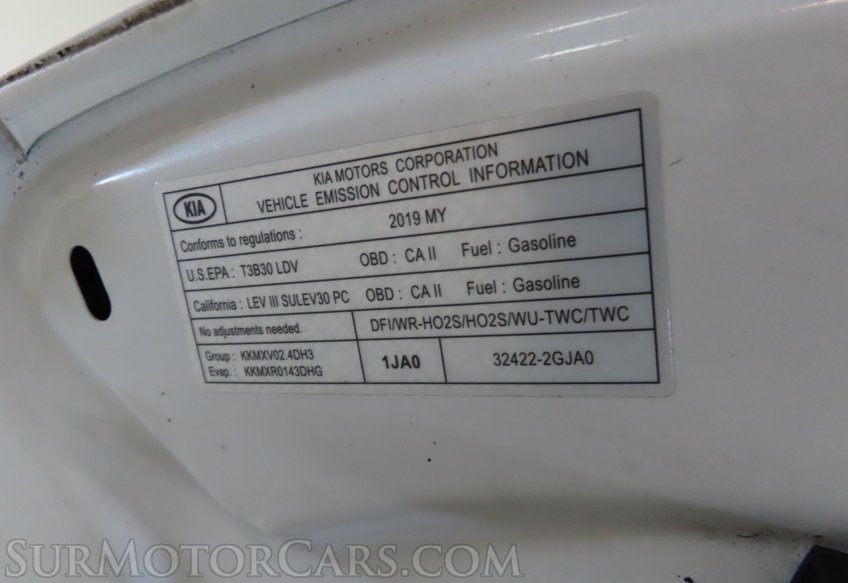 KIA
KIA MOTORS CORPORATION
VEHICLE EMISSION CONTROL INFORMATION
Conforms to regulations : 2019 MY
U.S.EPA : T3B30 LDV OBD : CA II Fuel : Gasoline
California : LEV III SULEV30 PC OBD : CA II Fuel : Gasoline
No adjustments needed. DFI/WR-HO2S/HO2S/WU-TWC/TWC
Group : KKMXV02.4DH3
Evap. : KKMXR0143DHG
1JA0
32422-2GJA0
SurMotorCars.com